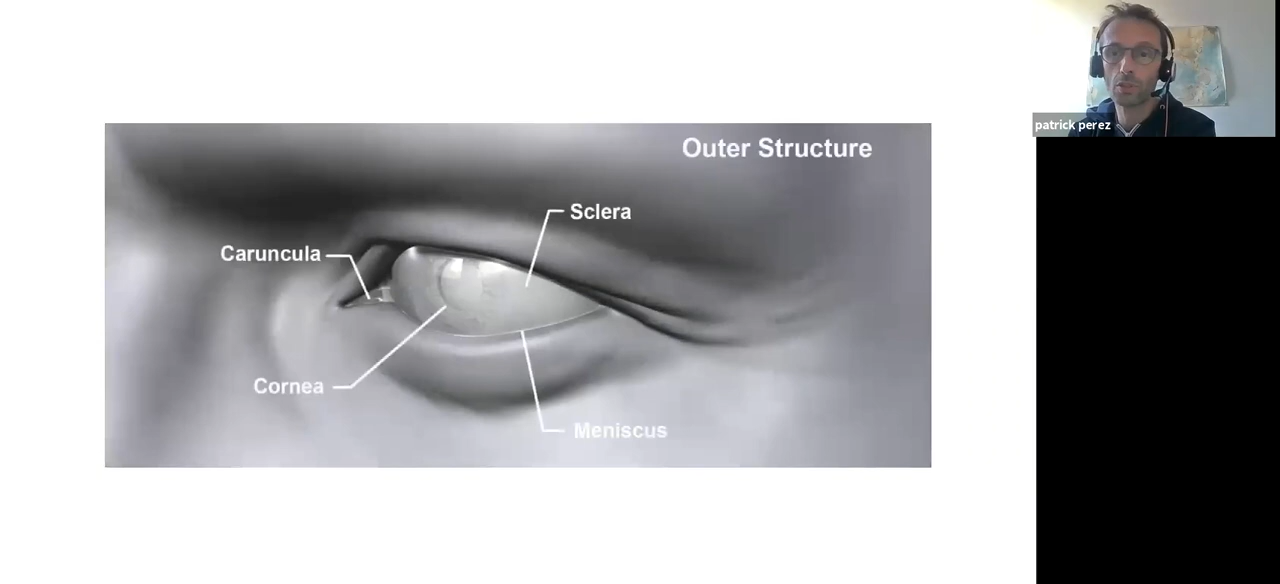 Outer Structure
Sclera
Caruncula
Cornea
Meniscus
patrick perez